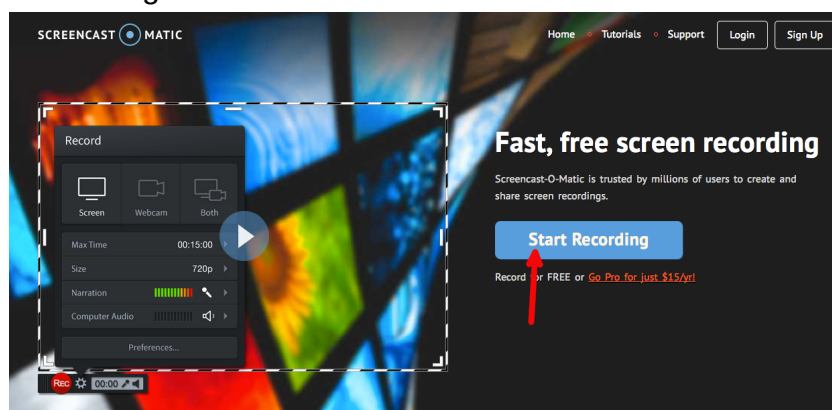 SCREENCAST MATIC
Home Tutorials Support Login Sign Up
Record
Screen Webcam Both
Max Time 00:15:00
Size 720p
Narration
Computer Audio
Preferences...
REC 00:00
Fast, free screen recording
Screencast-O-Matic is trusted by millions of users to create and
share screen recordings.
Start Recording
Record for FREE or Go Pro for just $15/yr!